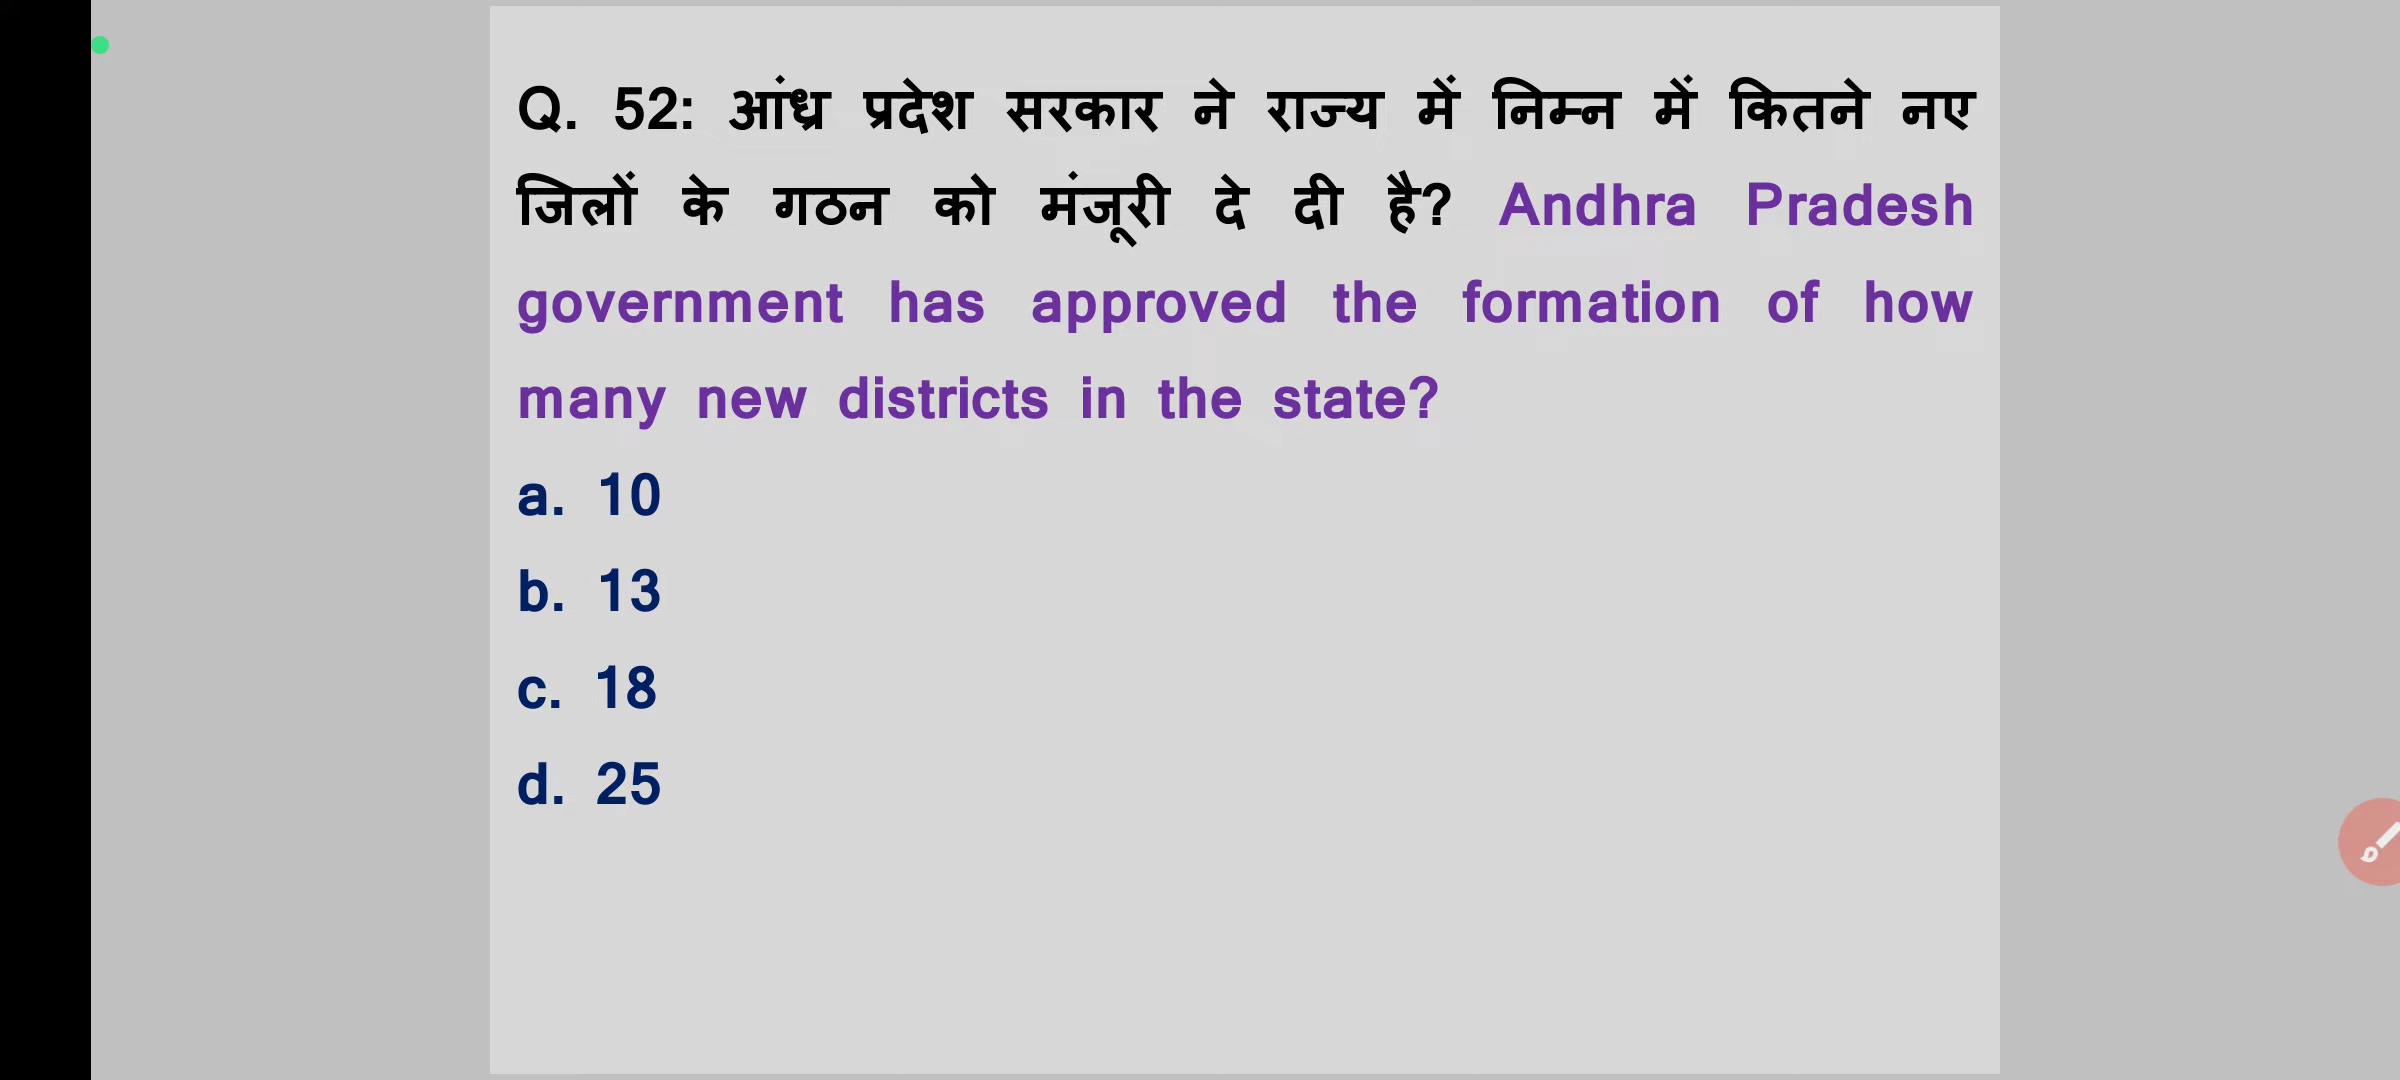 Q. 52: आंध्र प्रदेश सरकार ने राज्य में निम्न में कितने नए
जिलों के गठन को मंजूरी दे दी है? Andhra Pradesh
government has approved the formation of how
many new districts in the state?
a. 10
b. 13
c. 18
d. 25